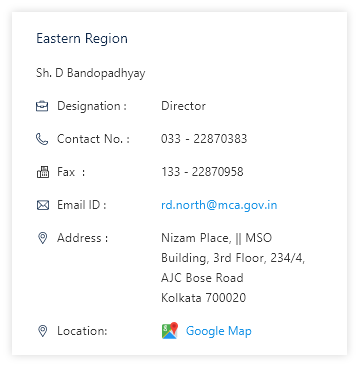 Eastern Region
Sh. D Bandopadhyay
Designation : Director
Contact No. : 033 - 22870383
Fax : 133 - 22870958
Email ID : rd.north@mca.gov.in
Address : Nizam Place, || MSO
Building, 3rd Floor, 234/4,
AJC Bose Road
Kolkata 700020
Location: Google Map